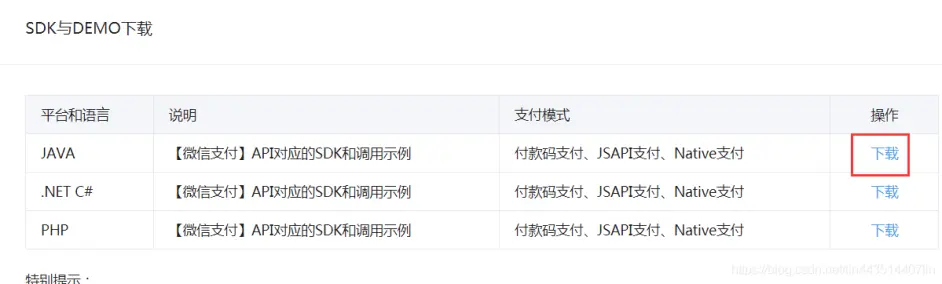 SDK与DEMO下载
平台和语言 说明 支付模式 操作
JAVA 【微信支付】API对应的SDK和调用示例 付款码支付、JSAPI支付、Native支付 下载
.NET C# 【微信支付】API对应的SDK和调用示例 付款码支付、JSAPI支付、Native支付 下载
PHP 【微信支付】API对应的SDK和调用示例 付款码支付、JSAPI支付、Native支付 下载
特别提示：